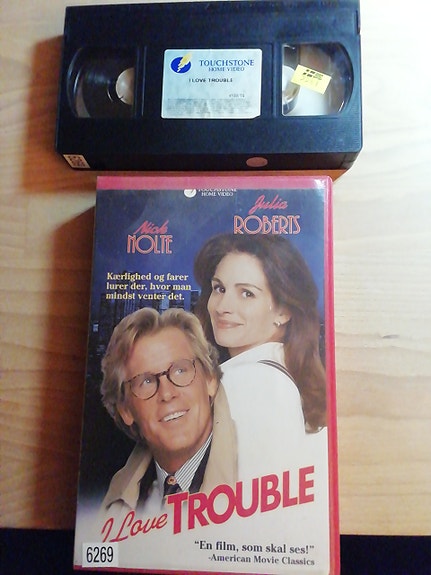 TOUCHSTONE
HOME VIDEO
I LOVE TROUBLE
TOUCHSTONE
HOME VIDEO
Nick
NOLTE
Julia
ROBERTS
Kærlighed og farer
lurer der, hvor man
mindst venter det.
I Love TROUBLE
"En film, som skal ses!"
-American Movie Classics
6269